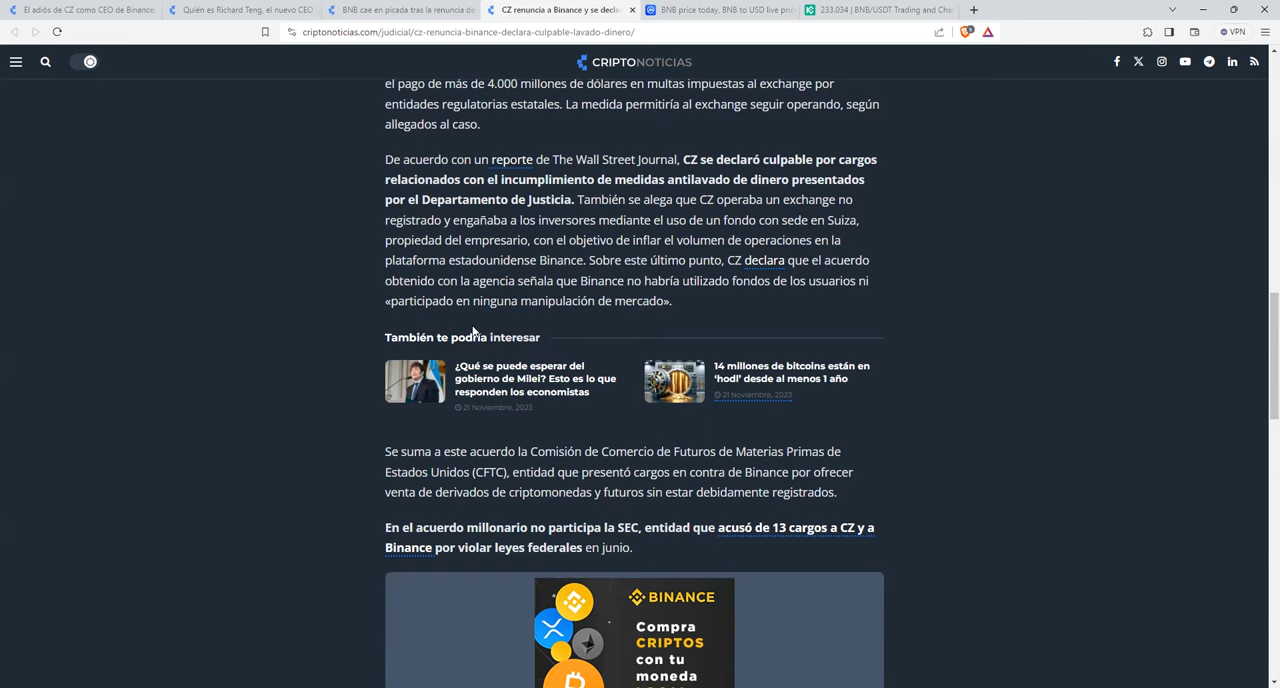 El adiós de CZ como CEO de Binance
Quién es Richard Teng, el nuevo CEO
BNB cae en picada tras la renuncia de
CZ renuncia a Binance y se decla
BNB price today, BNB to USD live price
233.034 | BNB/USDT Trading and Char
criptonoticias.com/judicial/cz-renuncia-binance-declara-culpable-lavado-dinero/
VPN
CRIPTONOTICIAS
el pago de más de 4.000 millones de dólares en multas impuestas al exchange por
entidades regulatorias estatales. La medida permitiría al exchange seguir operando, según
allegados al caso.
De acuerdo con un reporte de The Wall Street Journal, CZ se declaró culpable por cargos
relacionados con el incumplimiento de medidas antilavado de dinero presentados
por el Departamento de Justicia. También se alega que CZ operaba un exchange no
registrado y engañaba a los inversores mediante el uso de un fondo con sede en Suiza,
propiedad del empresario, con el objetivo de inflar el volumen de operaciones en la
plataforma estadounidense Binance. Sobre este último punto, CZ declara que el acuerdo
obtenido con la agencia señala que Binance no habría utilizado fondos de los usuarios ni
«participado en ninguna manipulación de mercado».
También te podría interesar
¿Qué se puede esperar del
gobierno de Milei? Esto es lo que
responden los economistas
21 Noviembre, 2023
14 millones de bitcoins están en
‘hodl’ desde al menos 1 año
21 Noviembre, 2023
Se suma a este acuerdo la Comisión de Comercio de Futuros de Materias Primas de
Estados Unidos (CFTC), entidad que presentó cargos en contra de Binance por ofrecer
venta de derivados de criptomonedas y futuros sin estar debidamente registrados.
En el acuerdo millonario no participa la SEC, entidad que acusó de 13 cargos a CZ y a
Binance por violar leyes federales en junio.
BINANCE
Compra
CRIPTOS
con tu
moneda